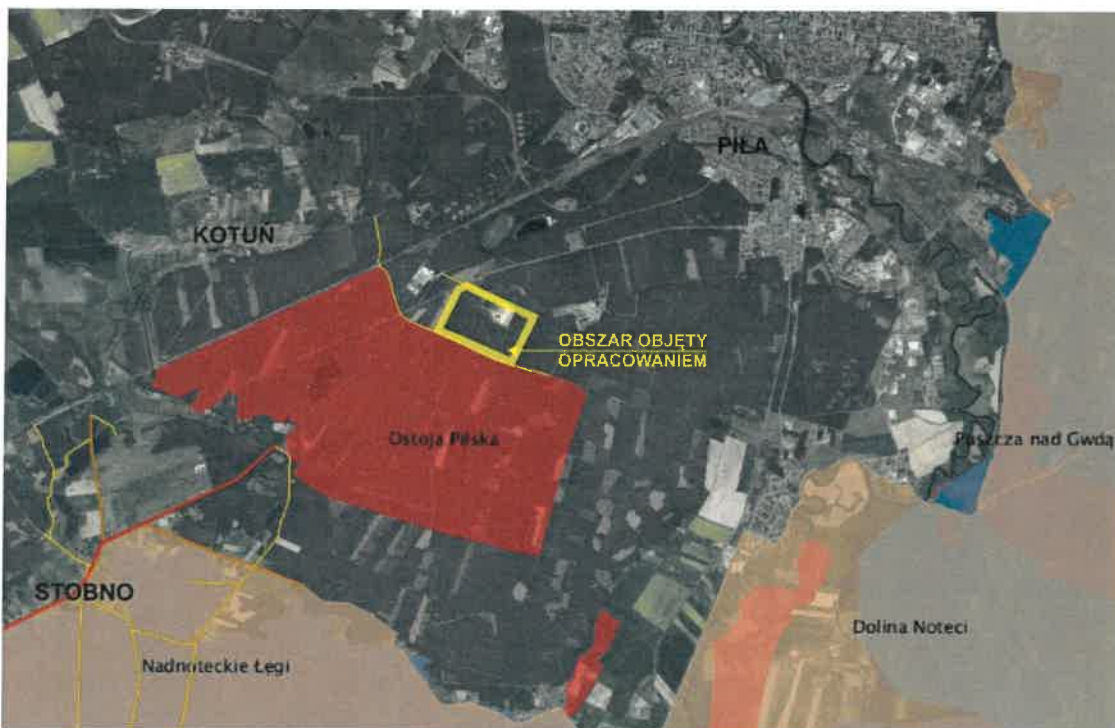 PIŁA
KOTUŃ
OBSZAR OBJĘTY
OPRACOWANIEM
Ostoja Pilska
Puszcza nad Gwdą
STOBNO
Dolina Noteci
Nadnoteckie Łęgi